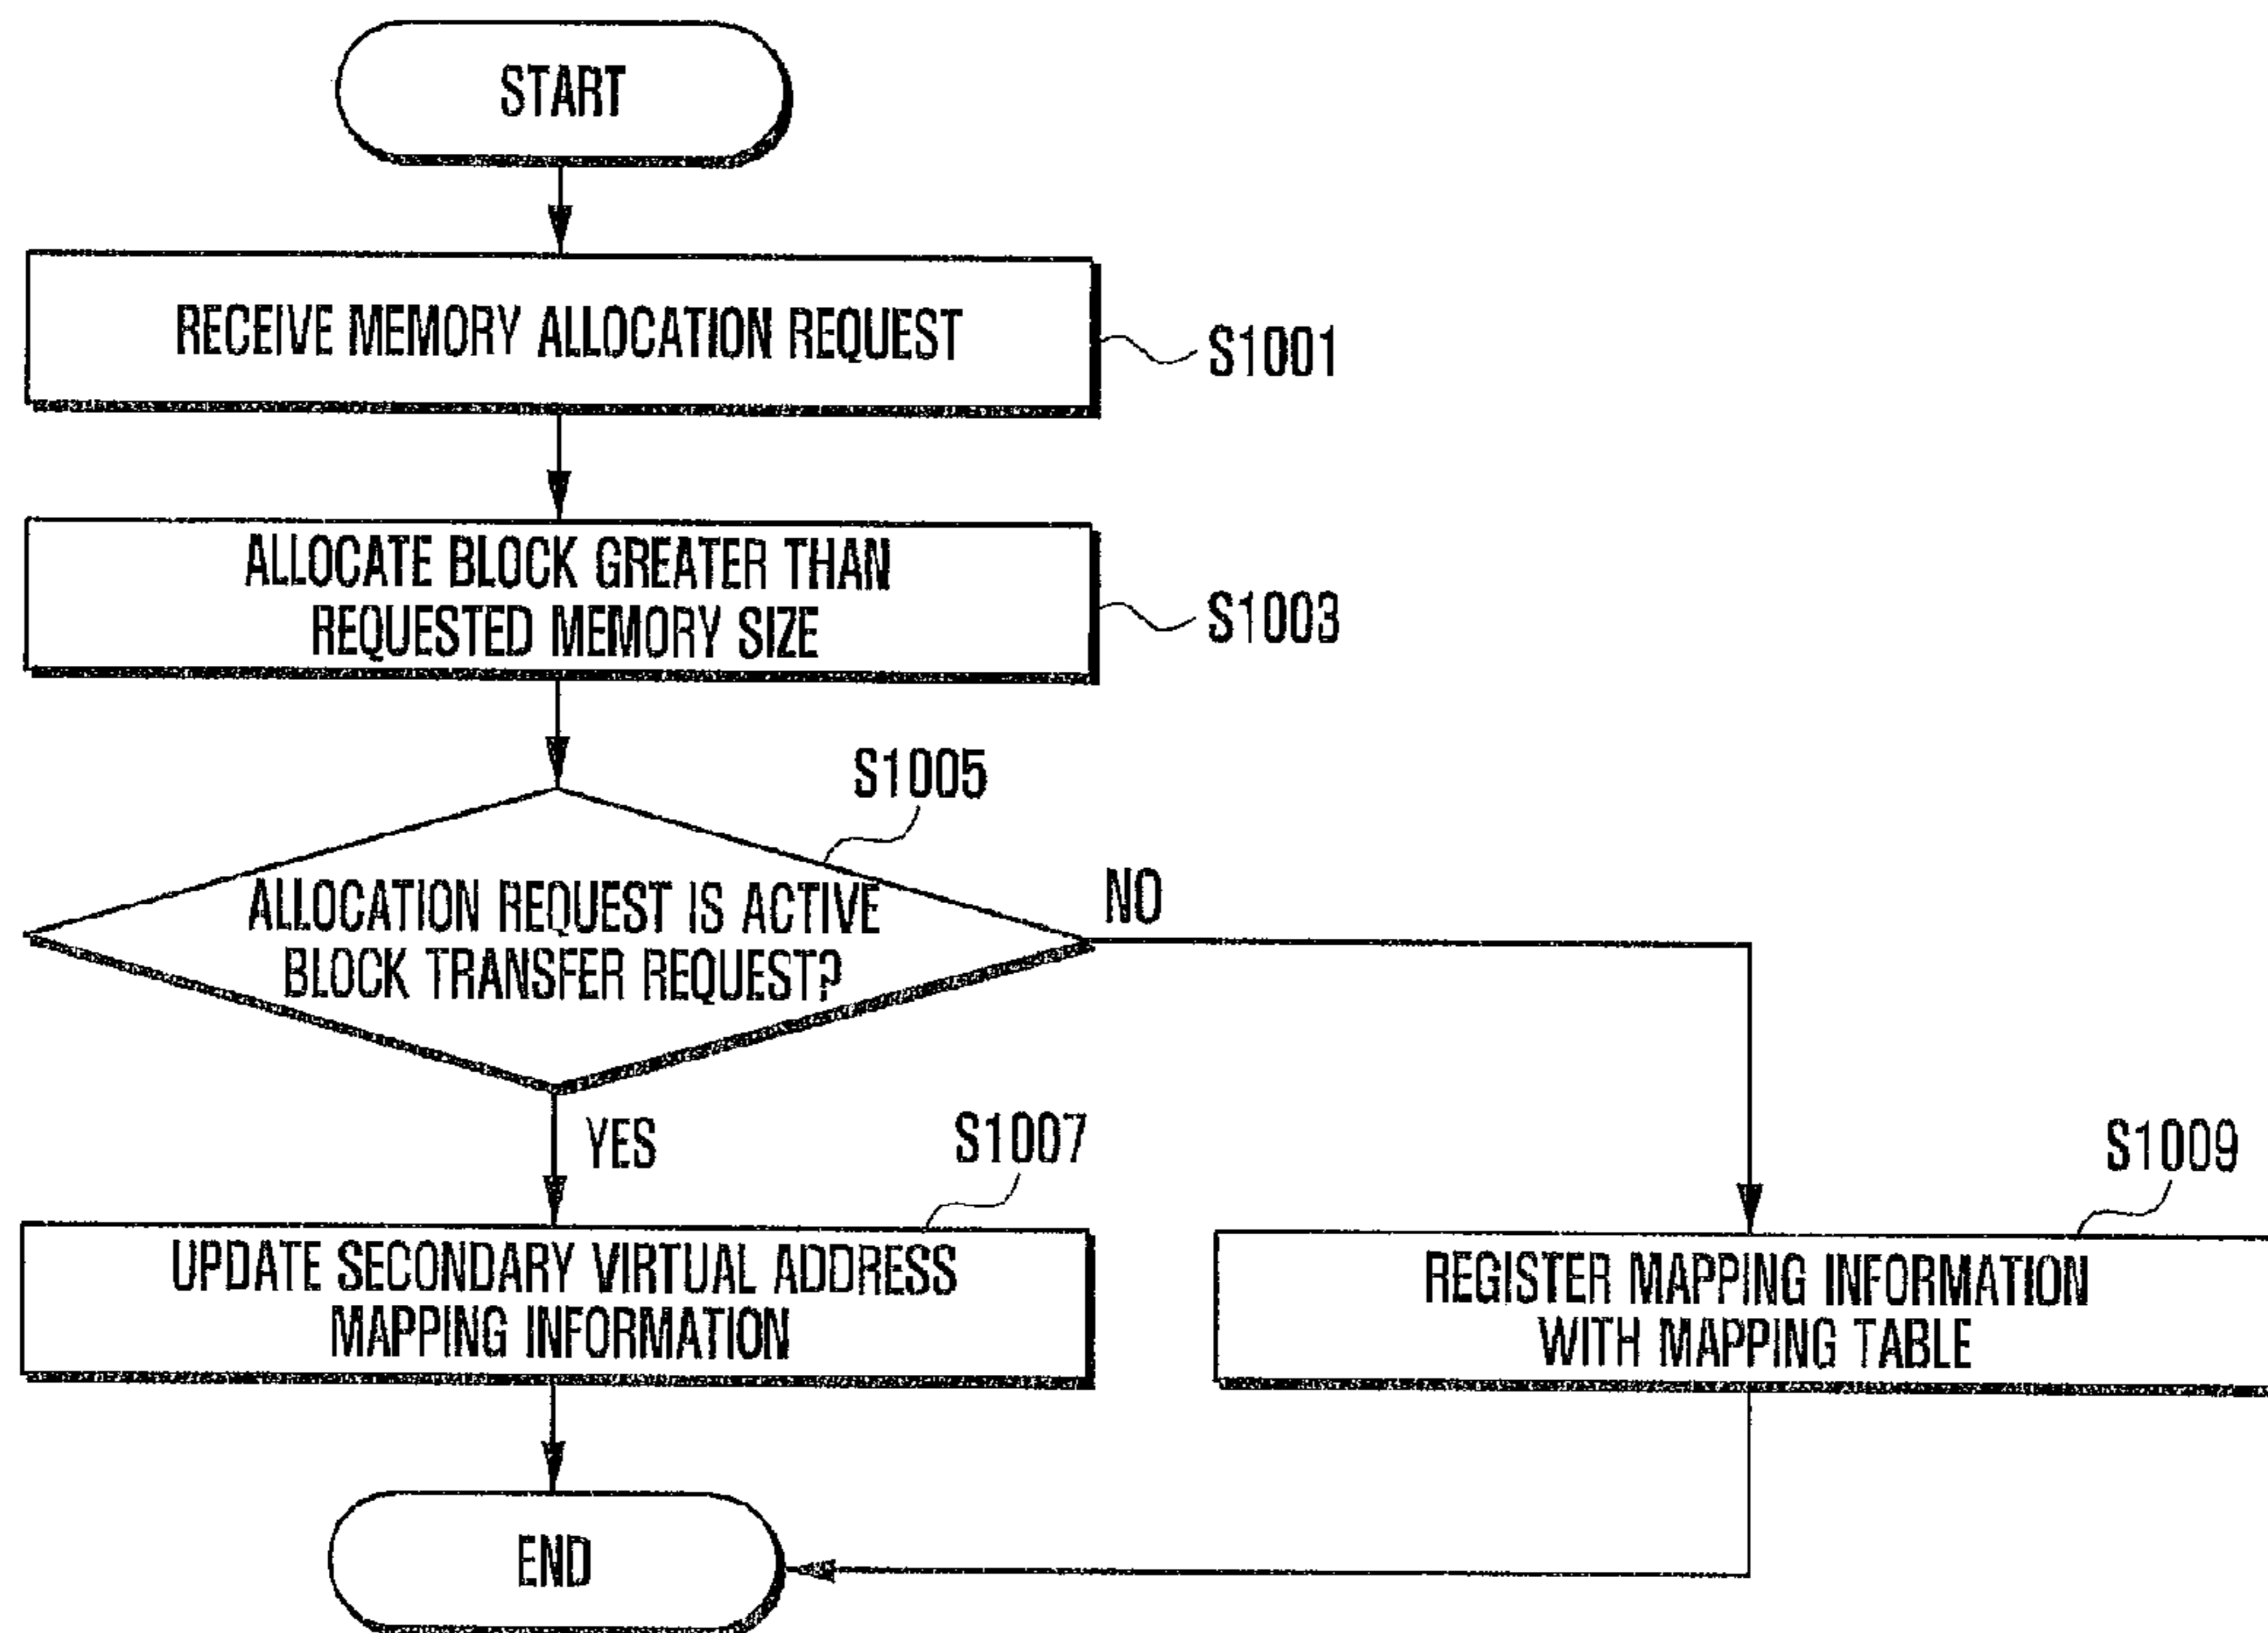 START
RECEIVE MEMORY ALLOCATION REQUEST
S1001
ALLOCATE BLOCK GREATER THAN
REQUESTED MEMORY SIZE
S1003
S1005
ALLOCATION REQUEST IS ACTIVE
BLOCK TRANSFER REQUEST?
NO
YES
S1007
UPDATE SECONDARY VIRTUAL ADDRESS
MAPPING INFORMATION
S1009
REGISTER MAPPING INFORMATION
WITH MAPPING TABLE
END